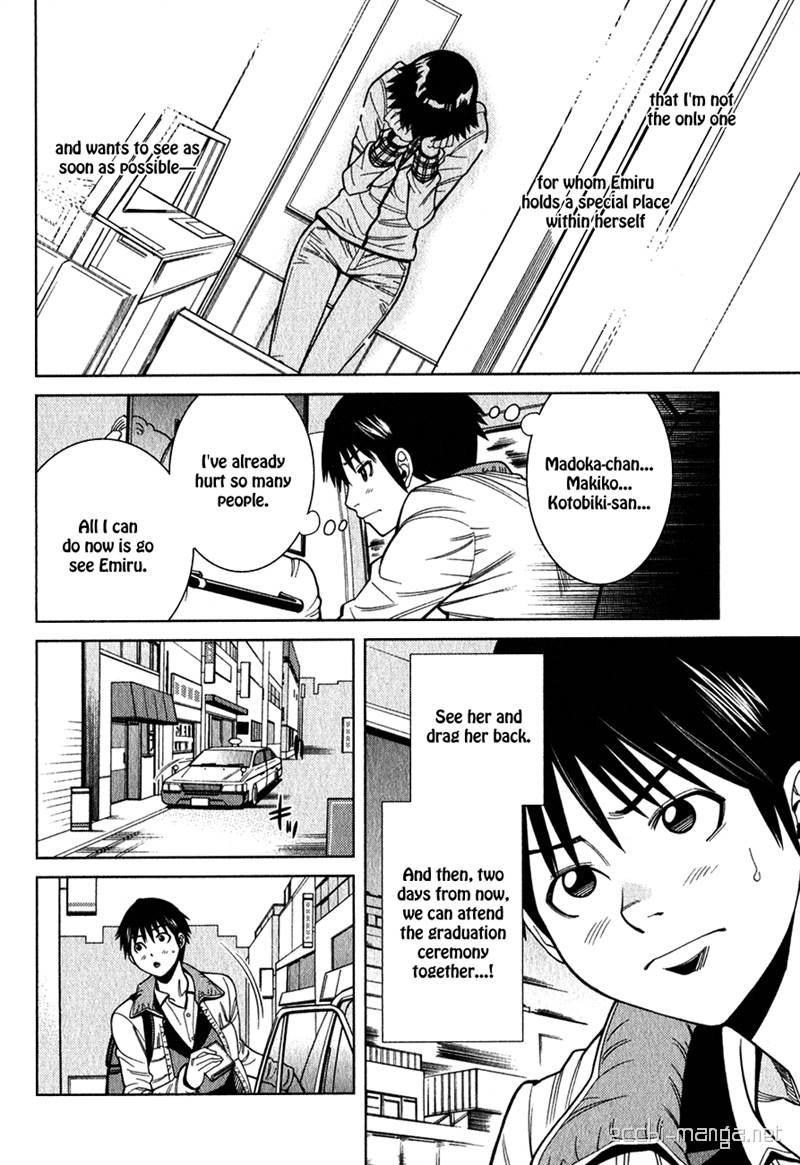 that I'm not
the only one
for whom Emiru
holds a special place
within herself
and wants to see as
soon as possible—
Madoka-chan...
Makiko...
Kotobiki-san...
I've already
hurt so many
people.
All I can
do now is go
see Emiru.
See her and
drag her back.
And then, two
days from now,
we can attend
the graduation
ceremony
together...!
ecchi-manga.net